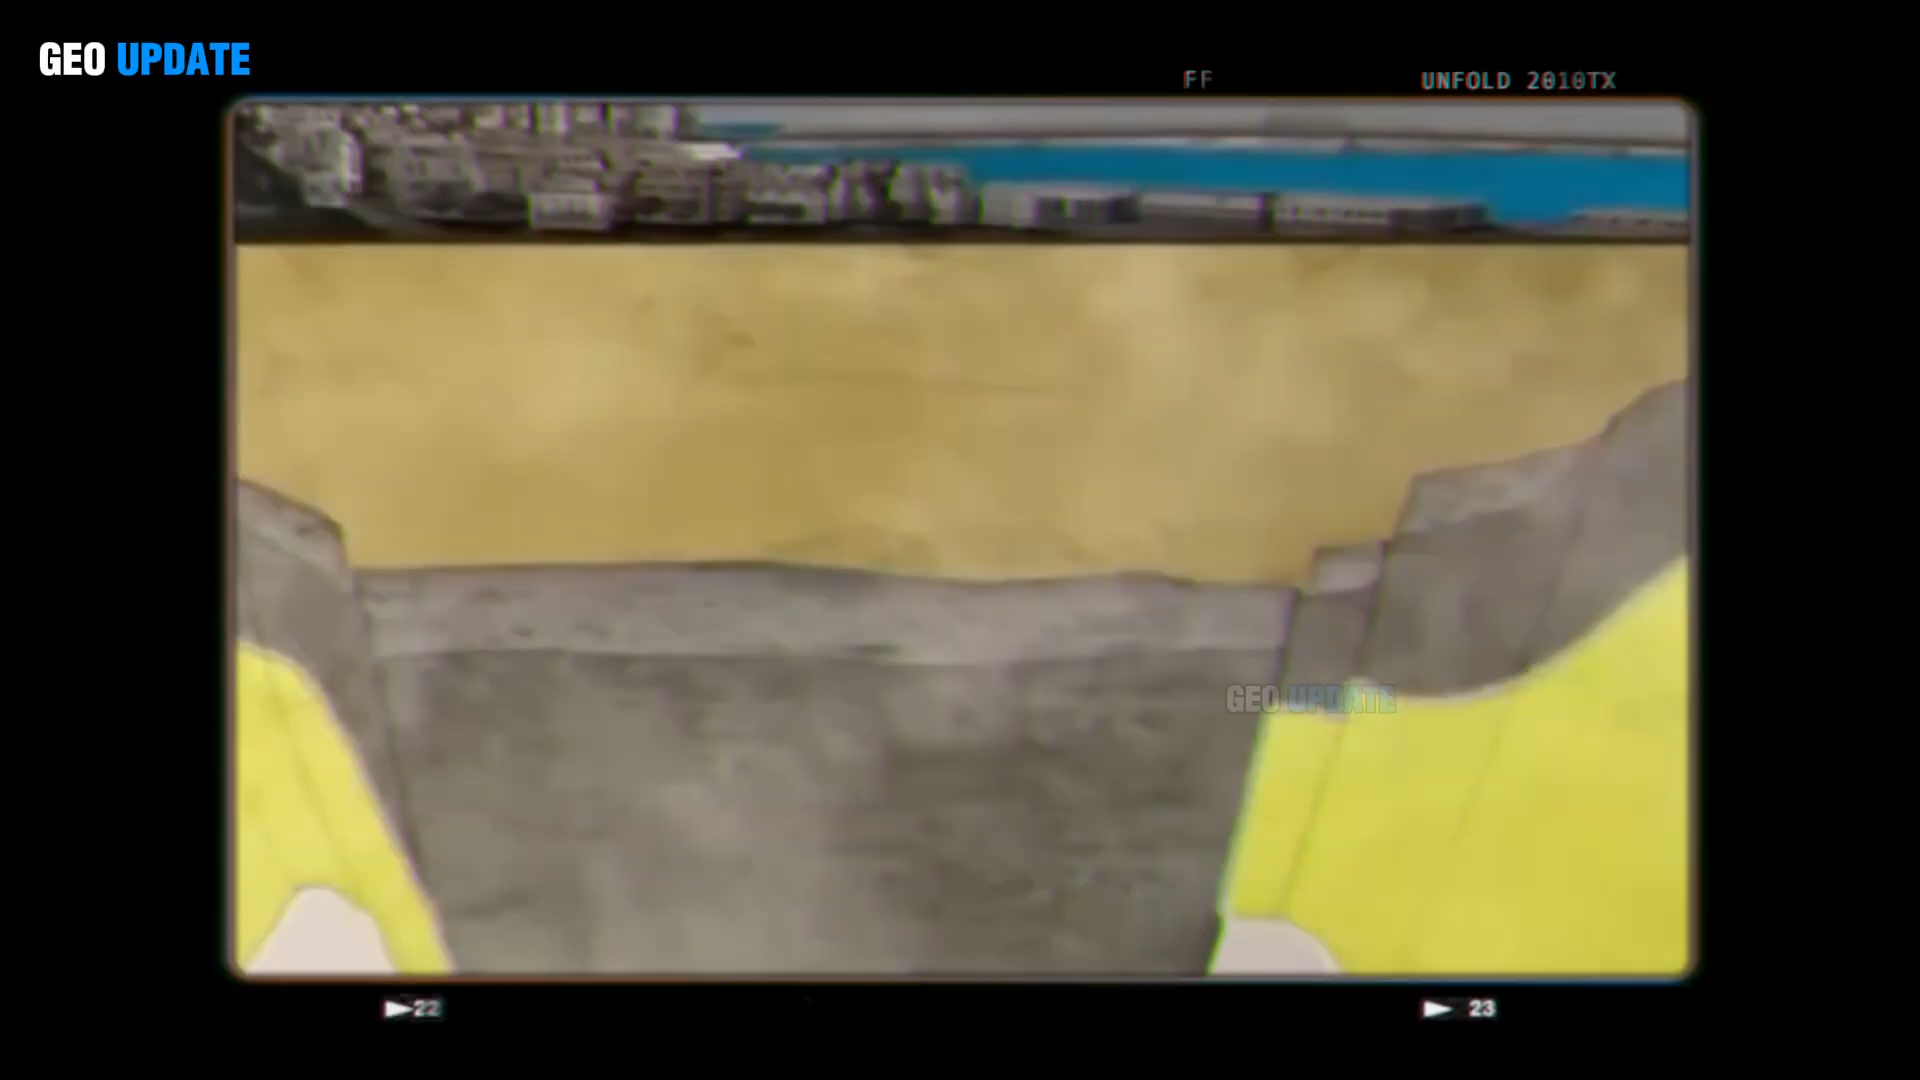 GEO UPDATE
FF
UNFOLD 2010TX
GEO UPDATE
22
23